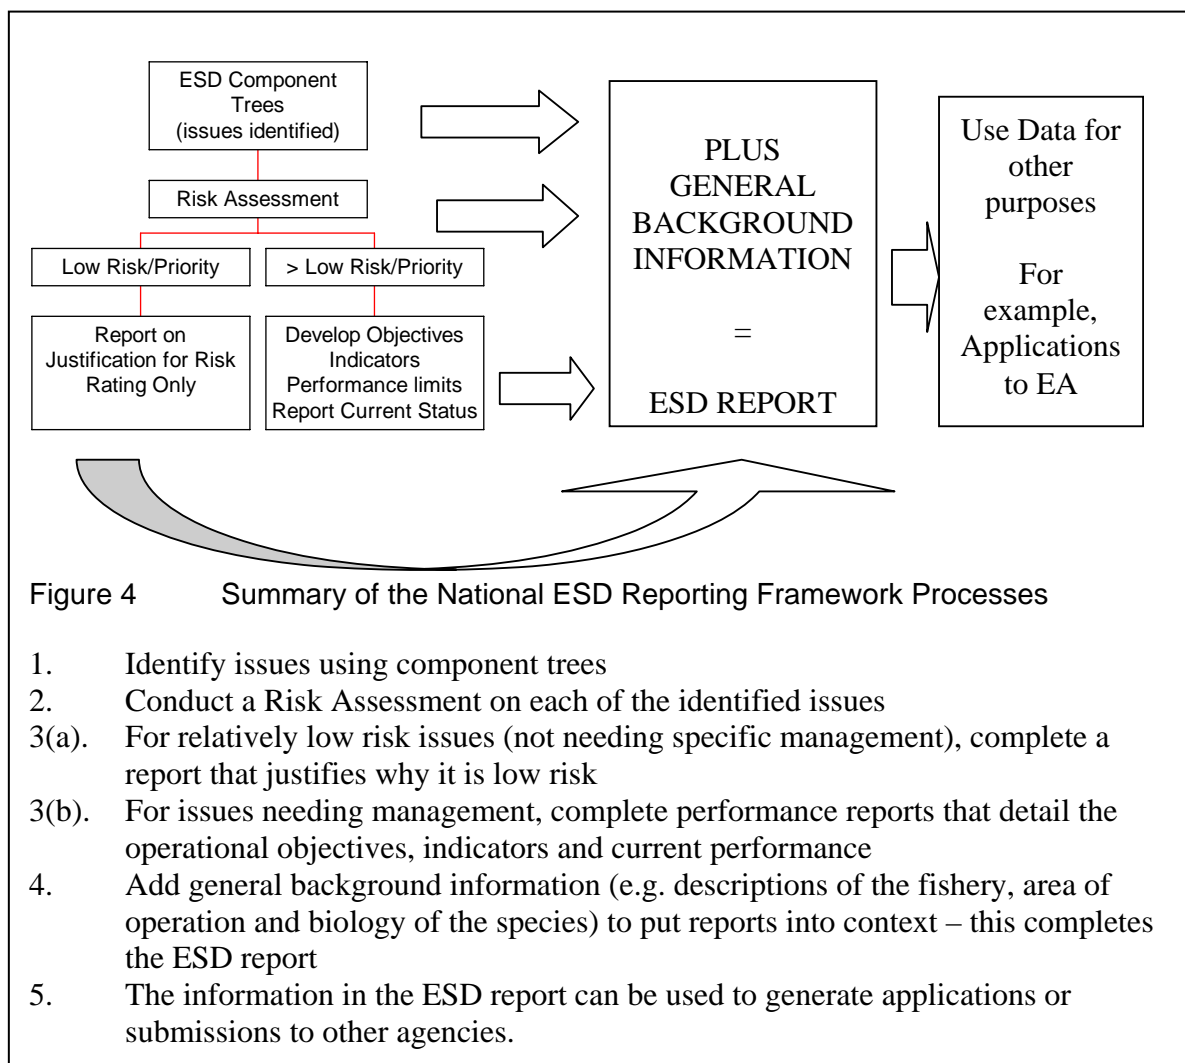 ESD Component
Trees
(issues identified)
Risk Assessment
Low Risk/Priority
> Low Risk/Priority
Report on
Justification for Risk
Rating Only
Develop Objectives
Indicators
Performance limits
Report Current Status
PLUS
GENERAL
BACKGROUND
INFORMATION
=
ESD REPORT
Use Data for
other
purposes
For
example,
Applications
to EA
Figure 4 Summary of the National ESD Reporting Framework Processes
1. Identify issues using component trees
2. Conduct a Risk Assessment on each of the identified issues
3(a). For relatively low risk issues (not needing specific management), complete a
report that justifies why it is low risk
3(b). For issues needing management, complete performance reports that detail the
operational objectives, indicators and current performance
4. Add general background information (e.g. descriptions of the fishery, area of
operation and biology of the species) to put reports into context – this completes
the ESD report
5. The information in the ESD report can be used to generate applications or
submissions to other agencies.